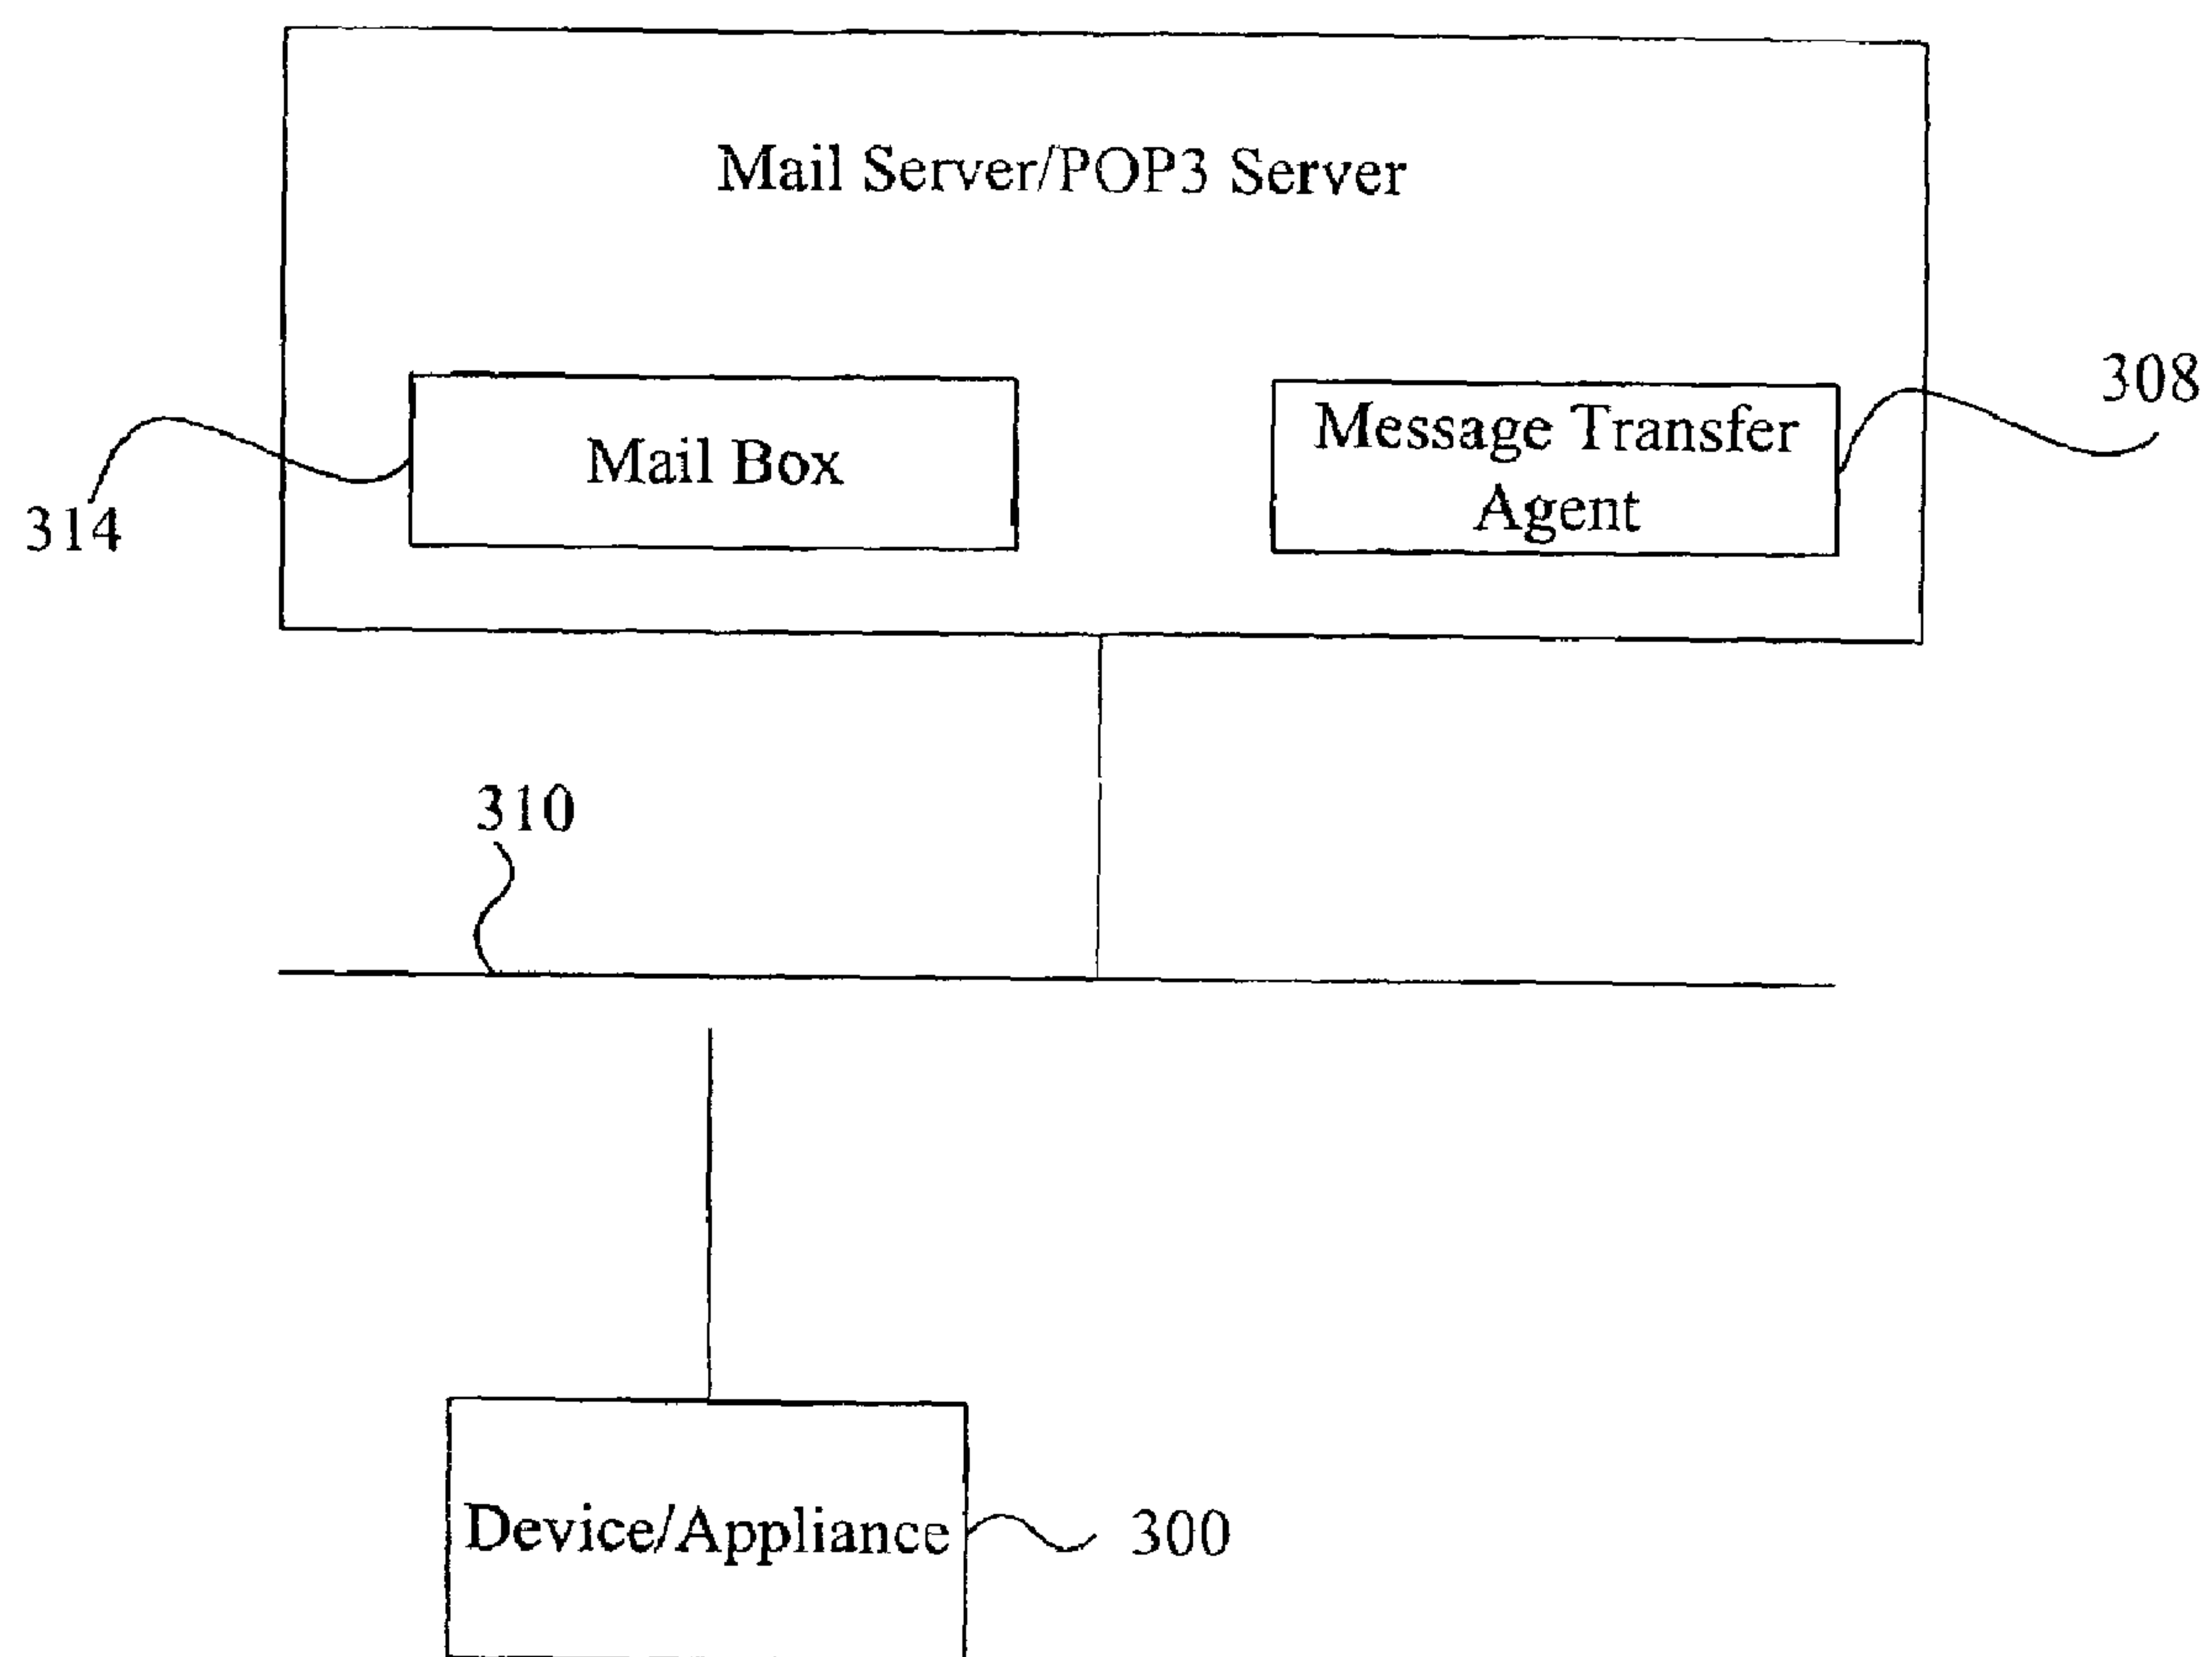 Mail Server/POP3 Server
308
Mail Box
Message Transfer
Agent
314
310
Device/Appliance
300